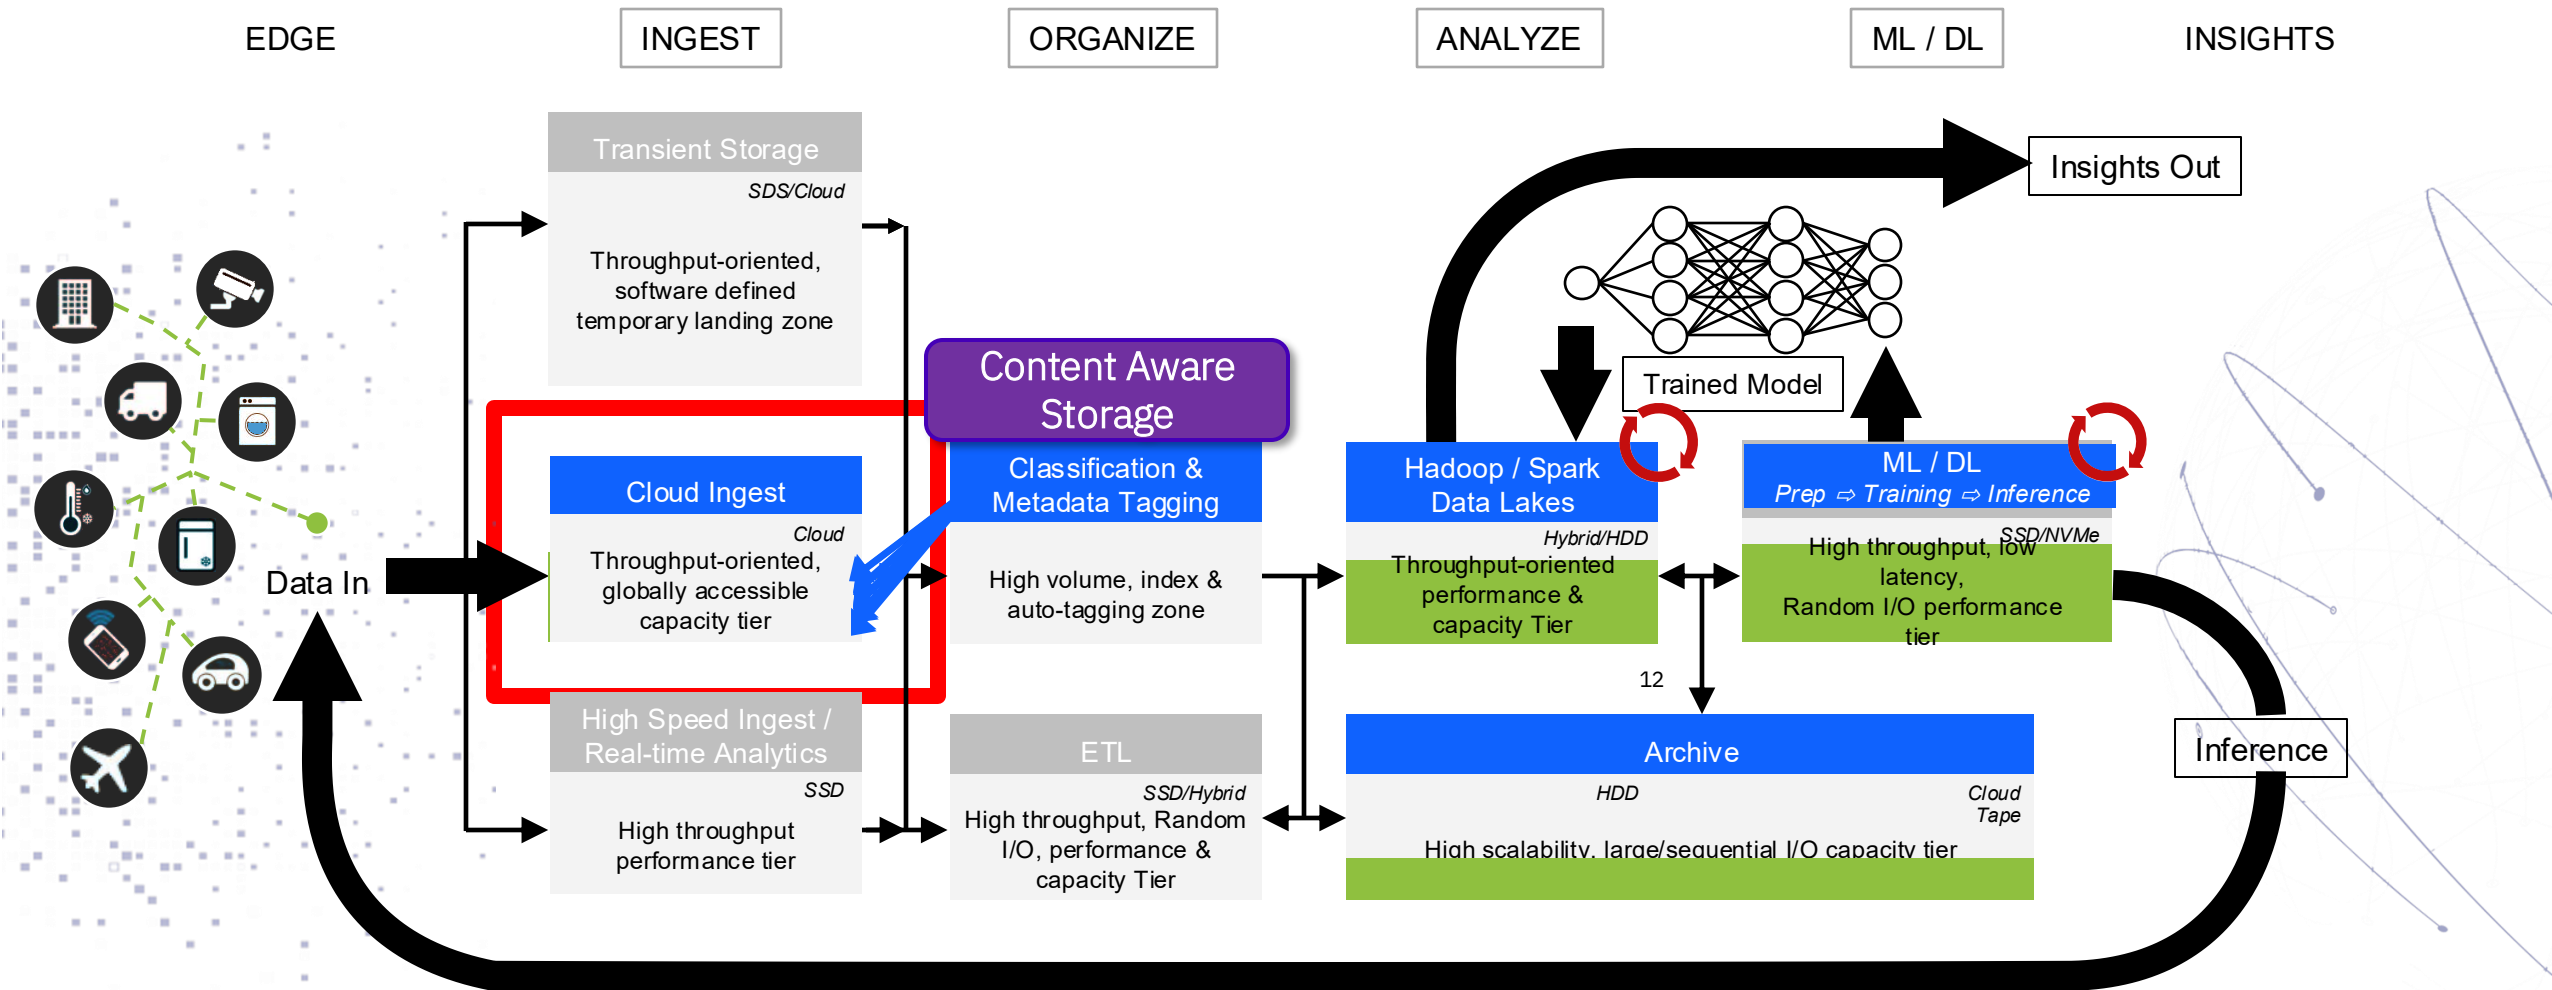 EDGE
INGEST
ORGANIZE
ANALYZE
ML / DL
INSIGHTS
Transient Storage
SDS/Cloud
Throughput-oriented,
software defined
temporary landing zone
Insights Out
Trained Model
Content Aware
Storage
Cloud Ingest
Cloud
Throughput-oriented,
globally accessible
capacity tier
Classification &
Metadata Tagging
High volume, index &
auto-tagging zone
Hadoop / Spark
Data Lakes
Hybrid/HDD
Throughput-oriented
performance &
capacity Tier
ML / DL
Prep ⇨ Training ⇨ Inference
SSD/NVMe
High throughput, low
latency,
Random I/O performance
tier
Data In
12
High Speed Ingest /
Real-time Analytics
SSD
High throughput
performance tier
ETL
SSD/Hybrid
High throughput, Random
I/O, performance &
capacity Tier
Archive
HDD
Cloud
Tape
High scalability, large/sequential I/O capacity tier
Inference